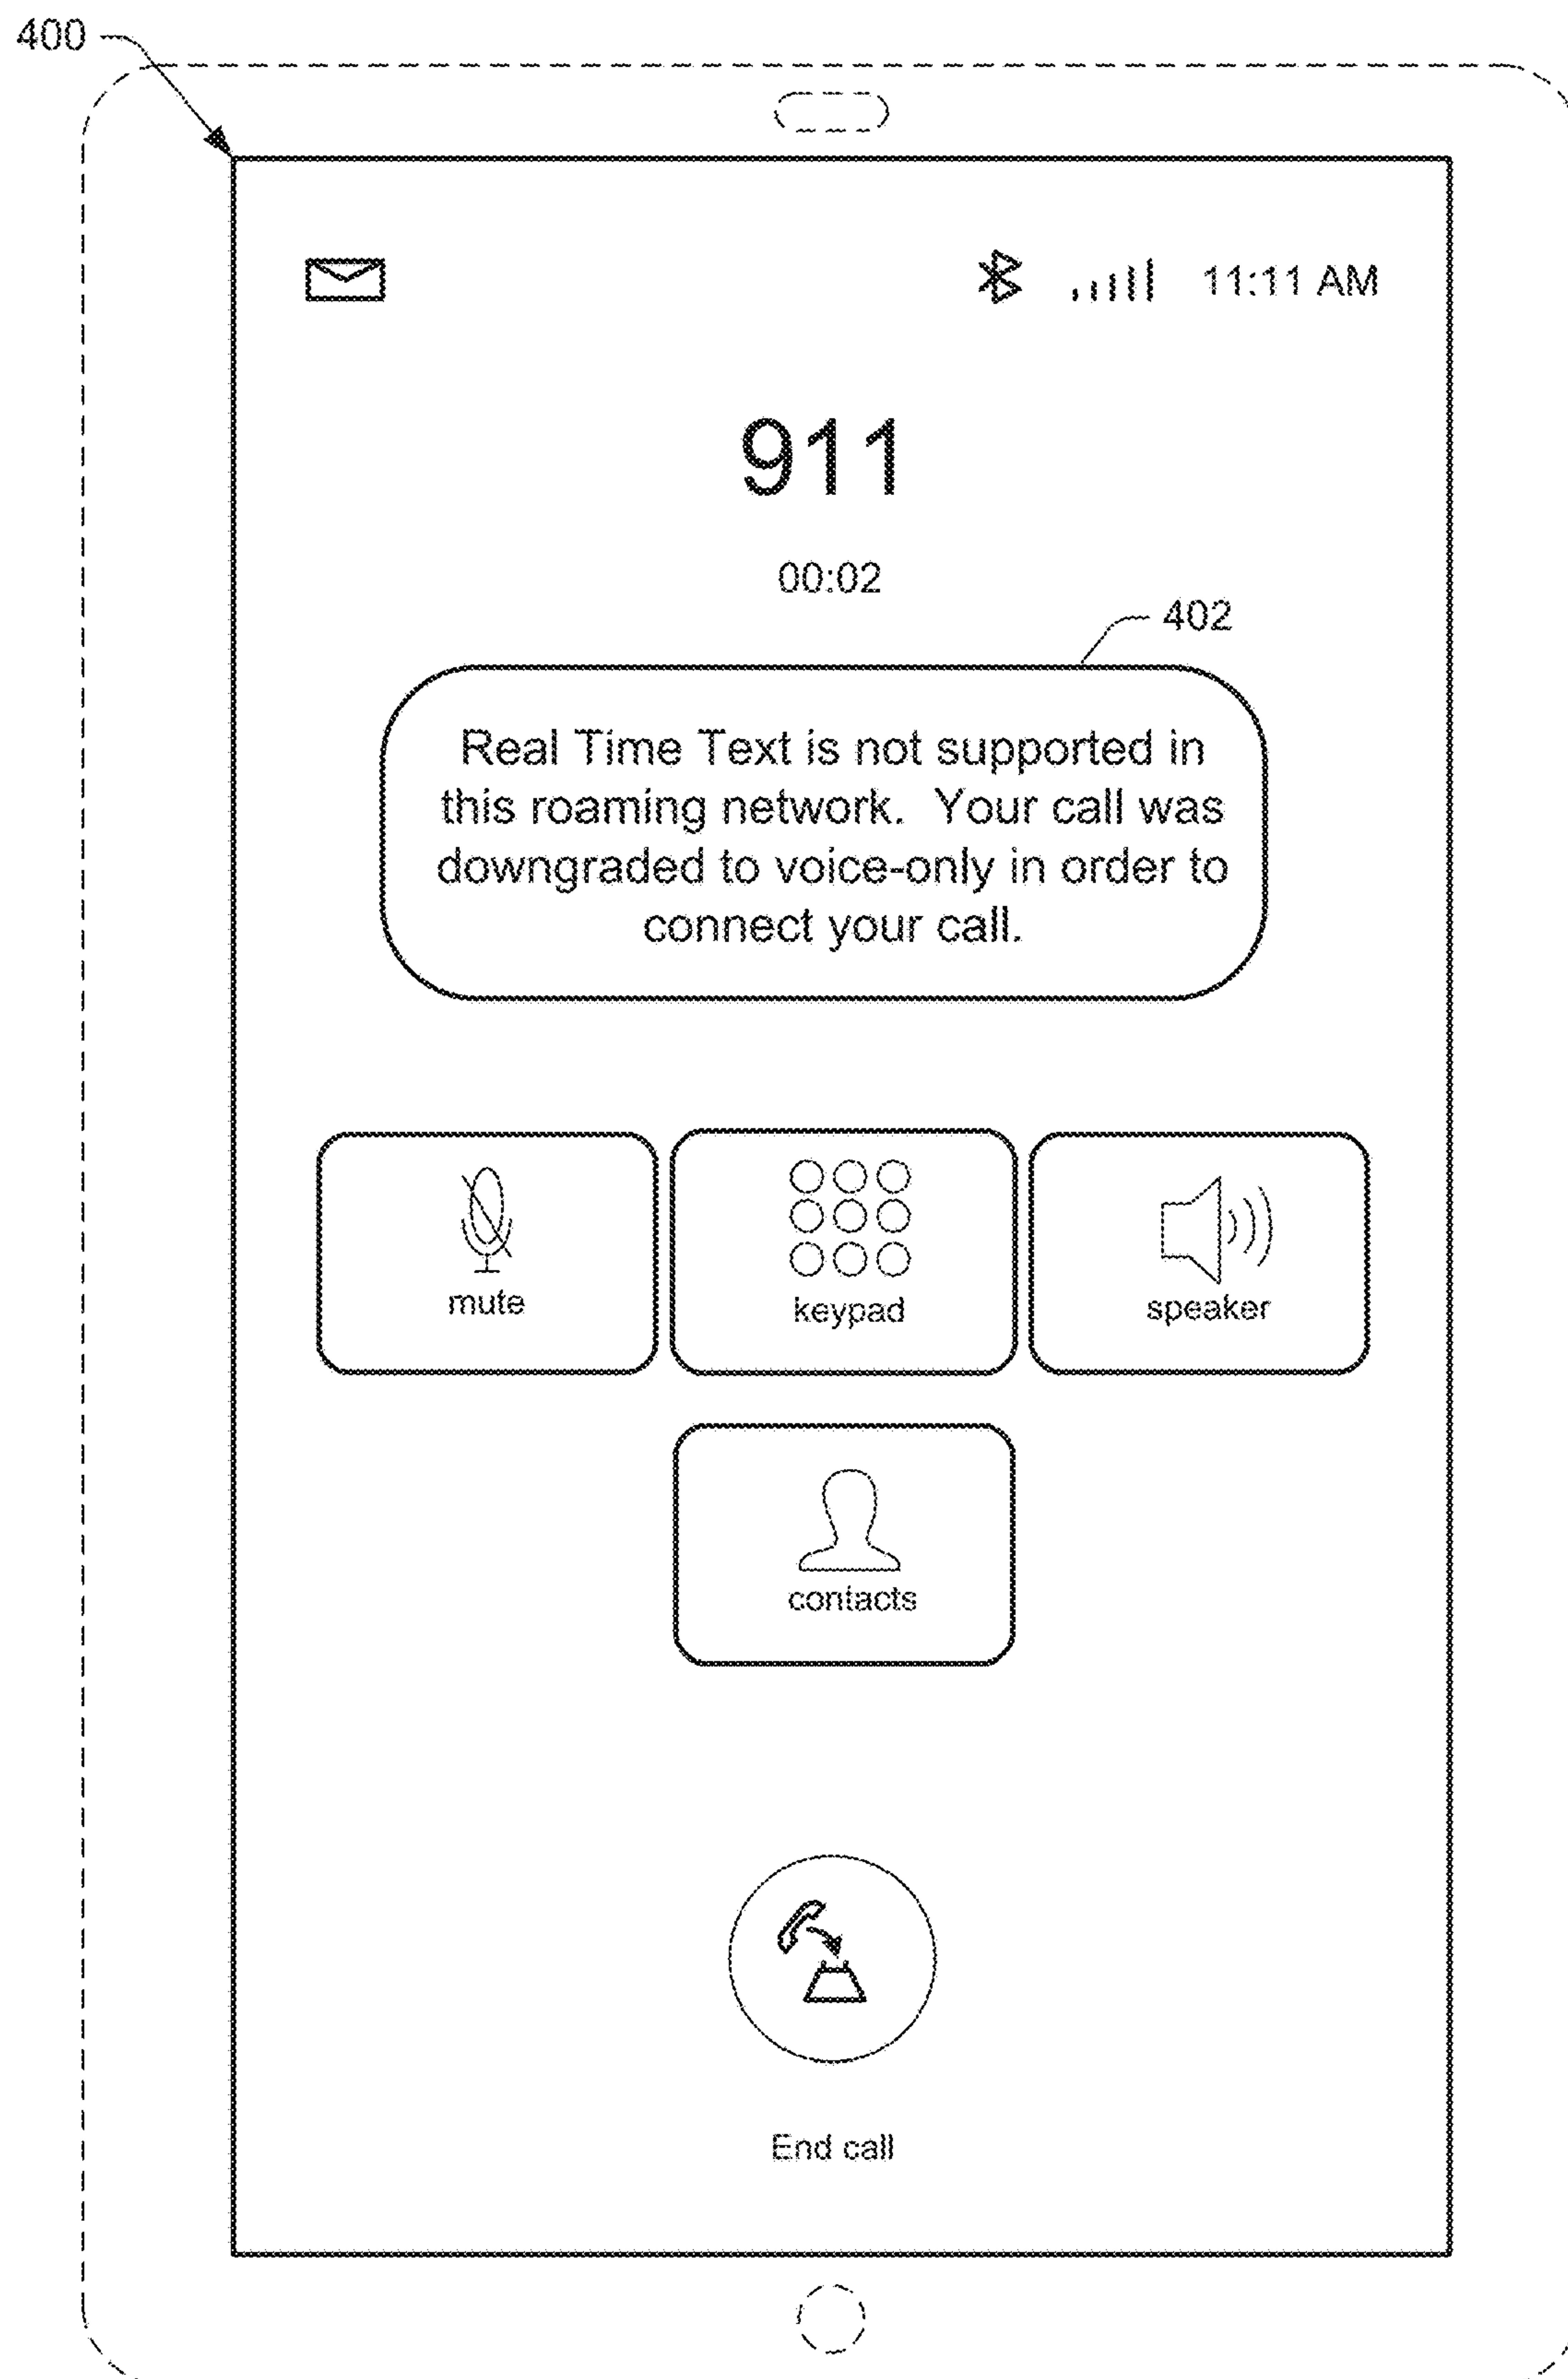 400
11:11 AM
911
00:02
402
Real Time Text is not supported in
this roaming network.  Your call was
downgraded to voice-only in order to
connect your call.
mute
keypad
speaker
contacts
End call